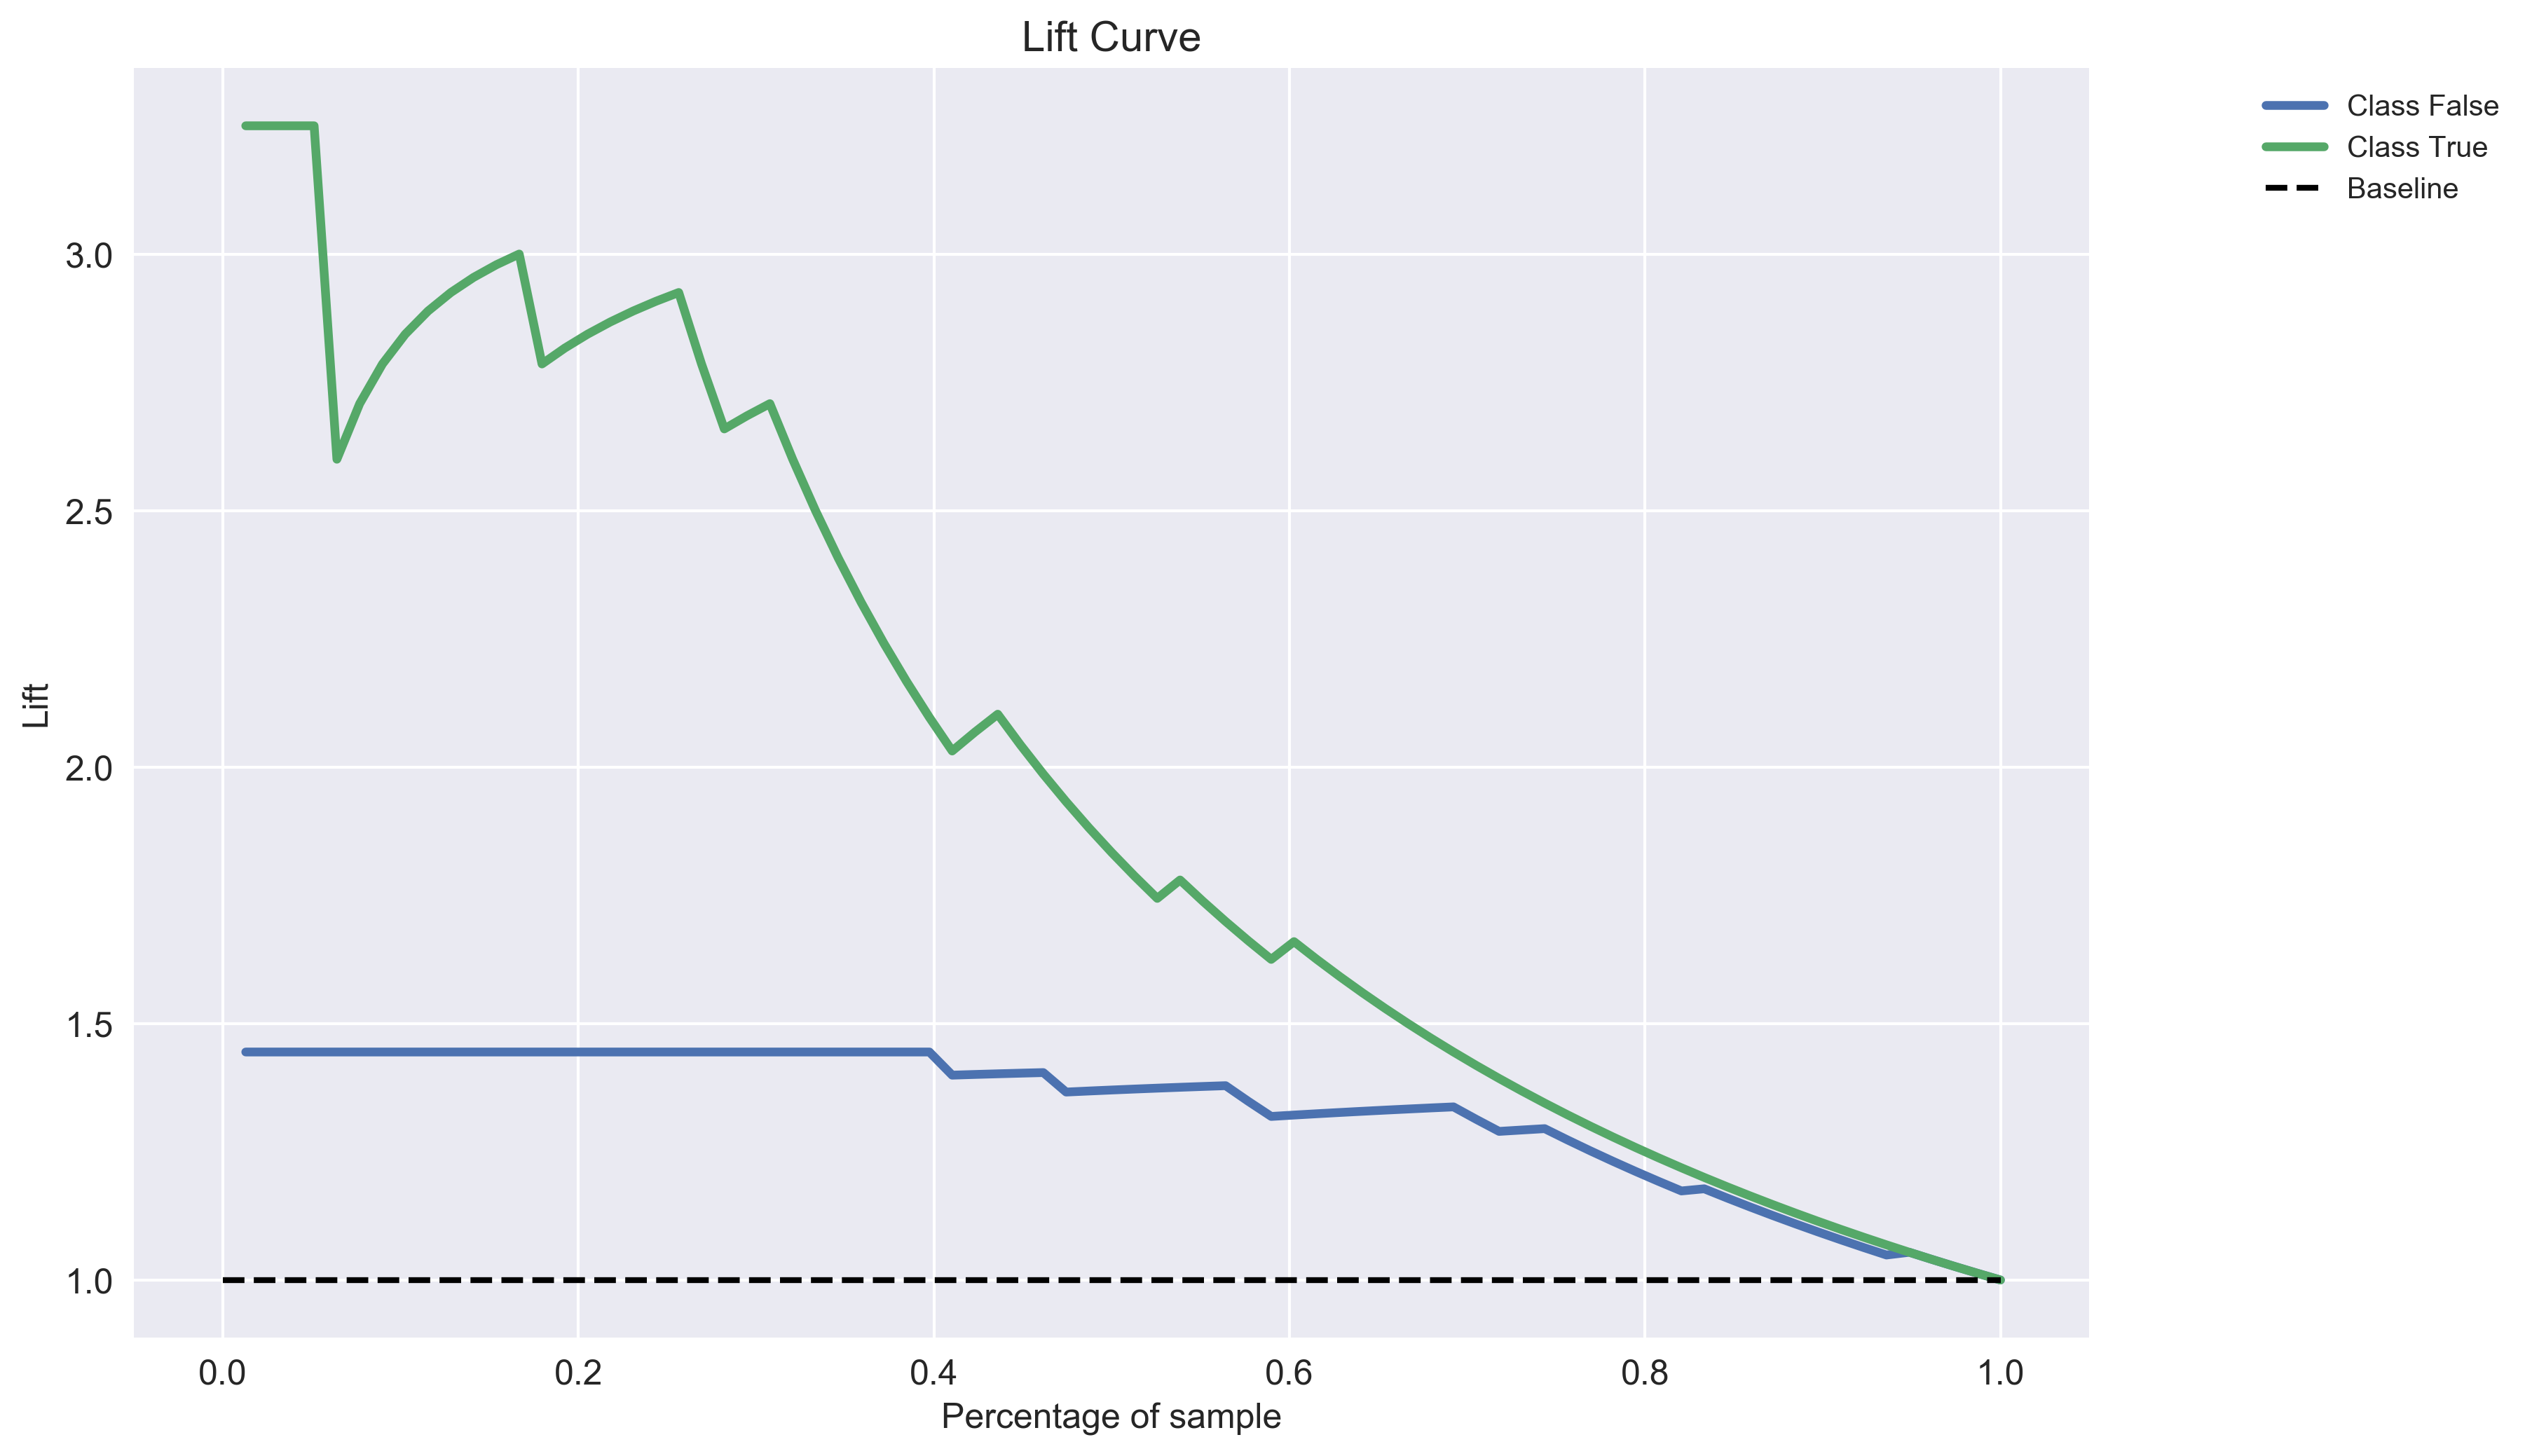 Lift Curve
Class False
Class True
Baseline
3.0
2.5
2.0
1.5
1.0
Lift
0.0 0.2 0.4 0.6 0.8 1.0
Percentage of sample